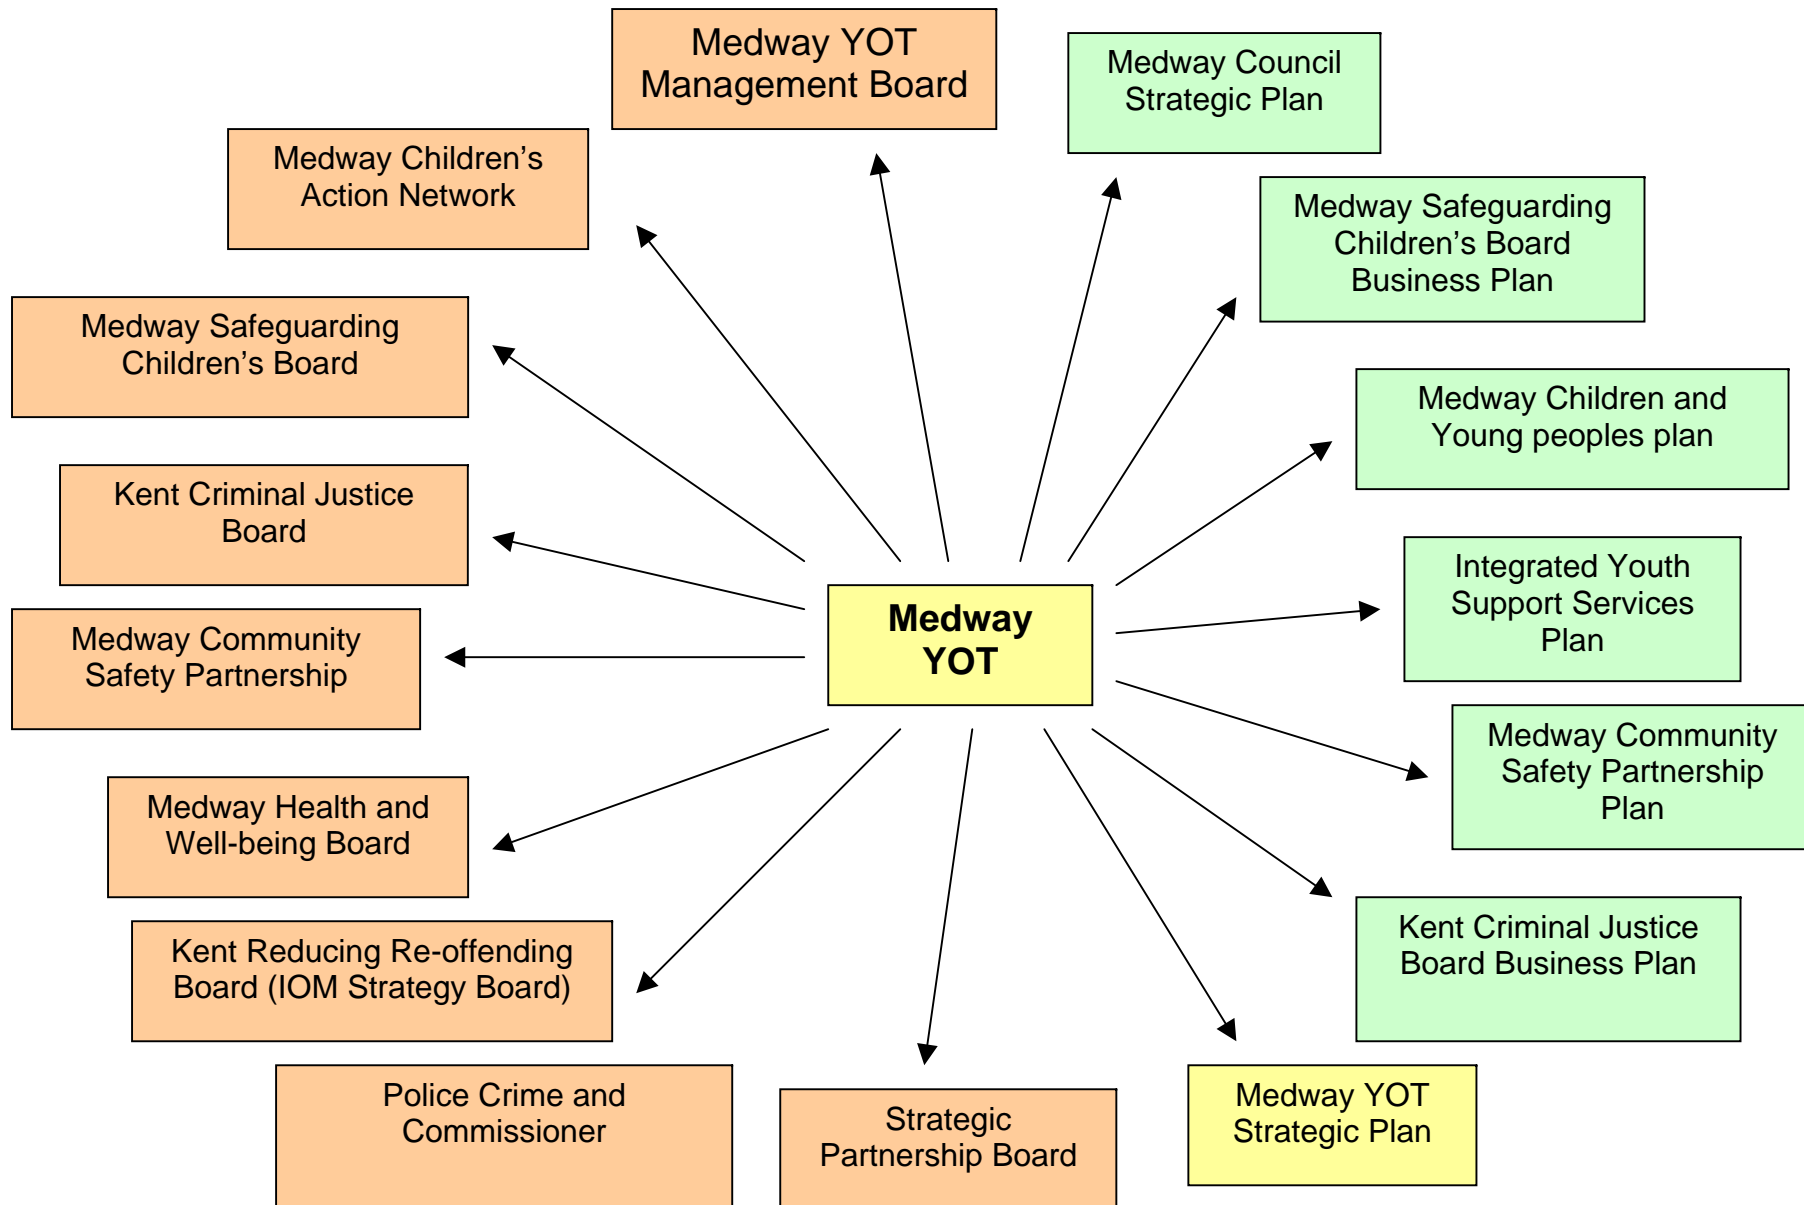 Medway YOT
Management Board
Medway Council
Strategic Plan
Medway Children’s
Action Network
Medway Safeguarding
Children’s Board
Business Plan
Medway Safeguarding
Children’s Board
Medway Children and
Young peoples plan
Kent Criminal Justice
Board
Integrated Youth
Support Services
Plan
Medway
YOT
Medway Community
Safety Partnership
Medway Community
Safety Partnership
Plan
Medway Health and
Well-being Board
Kent Criminal Justice
Board Business Plan
Kent Reducing Re-offending
Board (IOM Strategy Board)
Police Crime and
Commissioner
Strategic
Partnership Board
Medway YOT
Strategic Plan